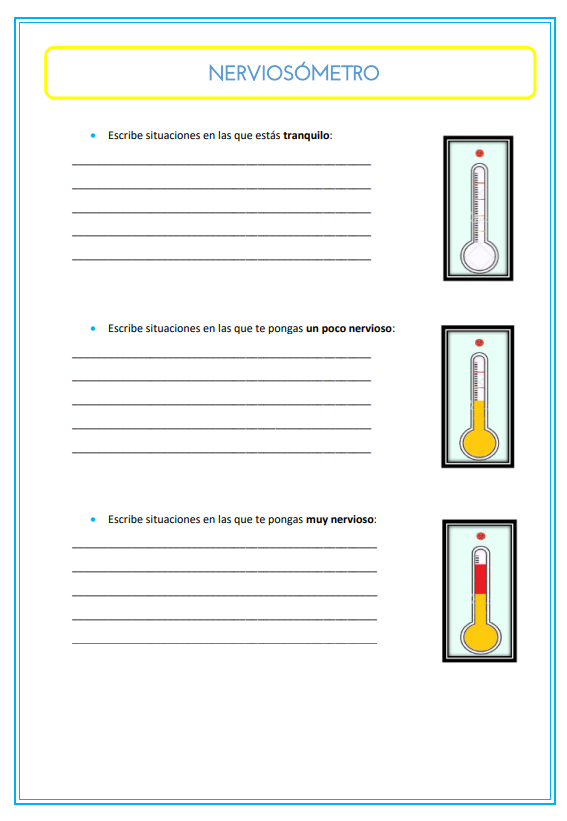 NERVIOSÓMETRO
Escribe situaciones en las que estás tranquilo:
Escribe situaciones en las que te pongas un poco nervioso:
Escribe situaciones en las que te pongas muy nervioso: